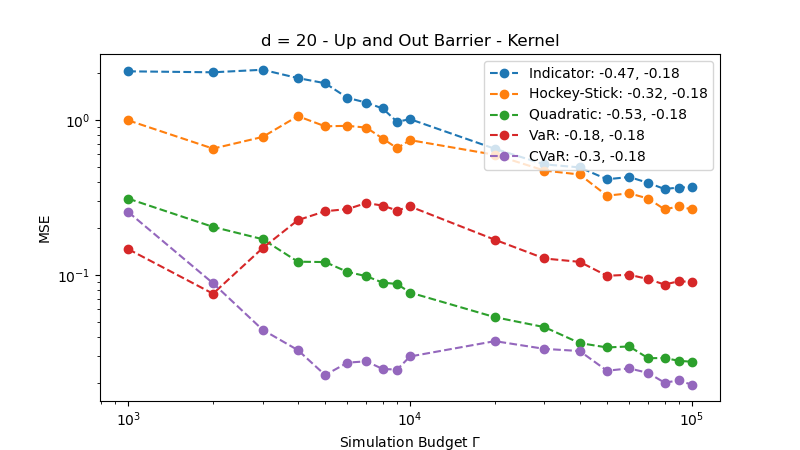 d = 20 - Up and Out Barrier - Kernel
Indicator: -0.47, -0.18
Hockey-Stick: -0.32, -0.18
Quadratic: -0.53, -0.18
VaR: -0.18, -0.18
CVaR: -0.3, -0.18
MSE
10⁰
10⁻¹
10³
10⁴
10⁵
Simulation Budget Γ